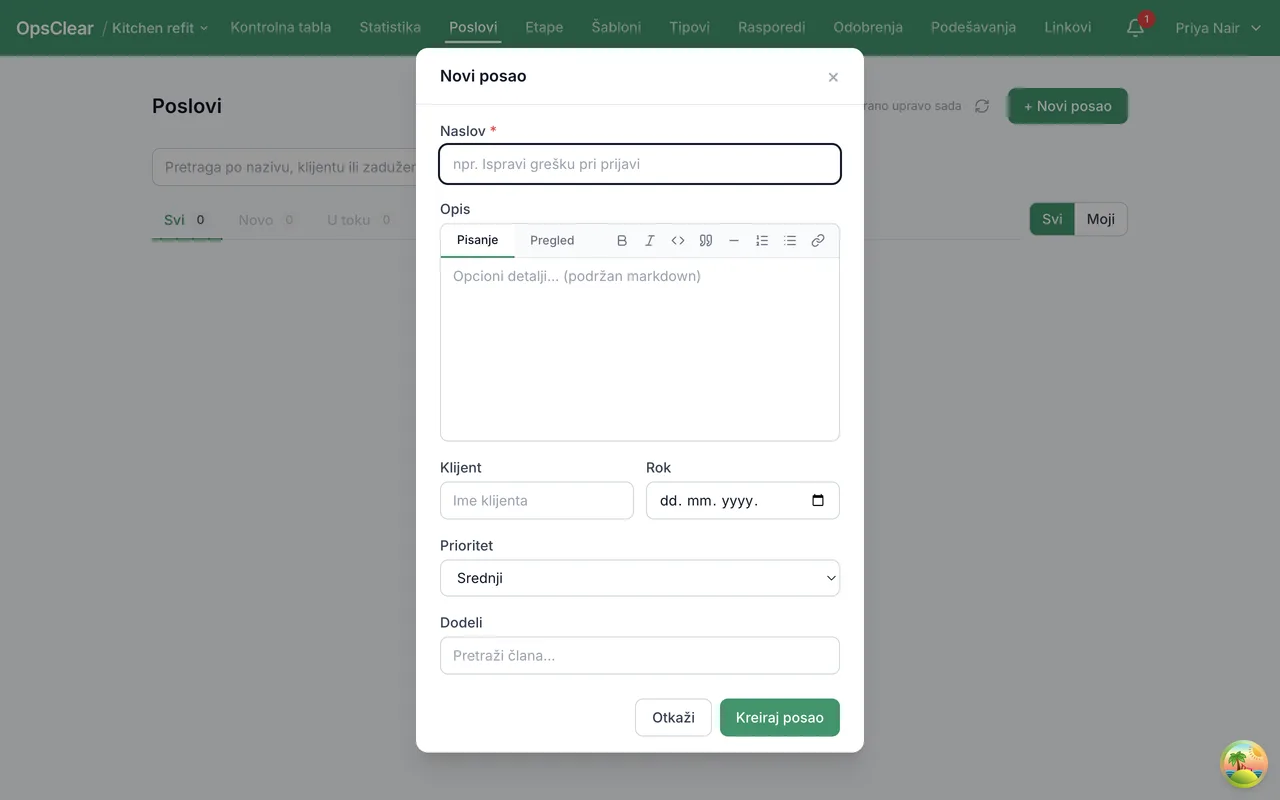 OpsClear / Kitchen refit Kontrolna tabla Statistika Poslovi Etape Šabloni Tipovi Rasporedi Odobrenja Podešavanja Linkovi 1 Priya Nair
Novi posao
Poslovi
upravo sada
+ Novi posao
Naslov *
npr. Ispravi grešku pri prijavi
Pretraga po nazivu, klijentu ili
Svi 0 Novo 0 U toku 0
Svi Moji
Opis
Pisanje Pregled
Opcioni detalji... (podržan markdown)
Klijent Rok
Ime klijenta dd. mm. yyyy.
Prioritet
Srednji
Dodeli
Pretraži člana...
Otkaži Kreiraj posao